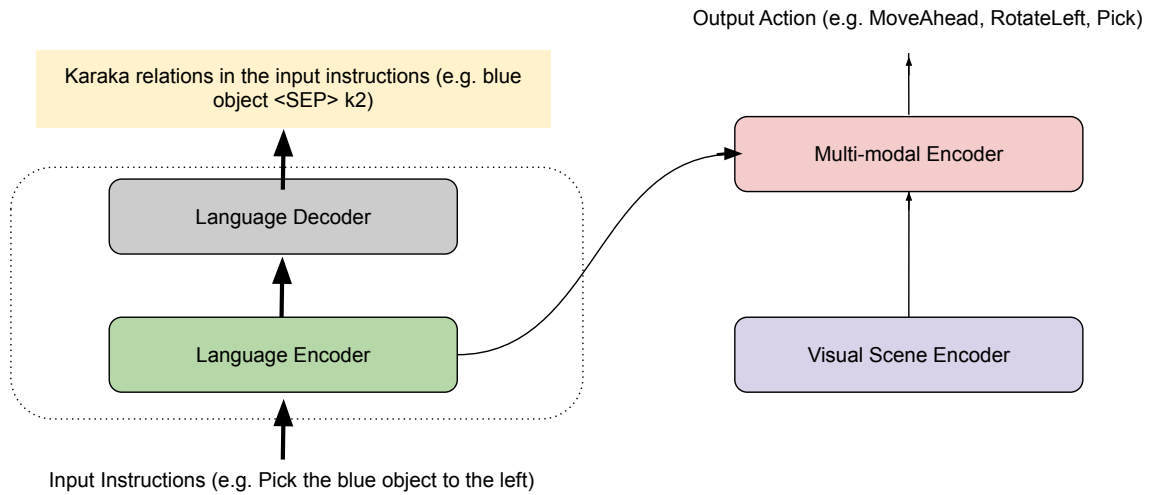 Output Action (e.g. MoveAhead, RotateLeft, Pick)
Karaka relations in the input instructions (e.g. blue
object <SEP> k2)
Multi-modal Encoder
Language Decoder
Language Encoder
Visual Scene Encoder
Input Instructions (e.g. Pick the blue object to the left)